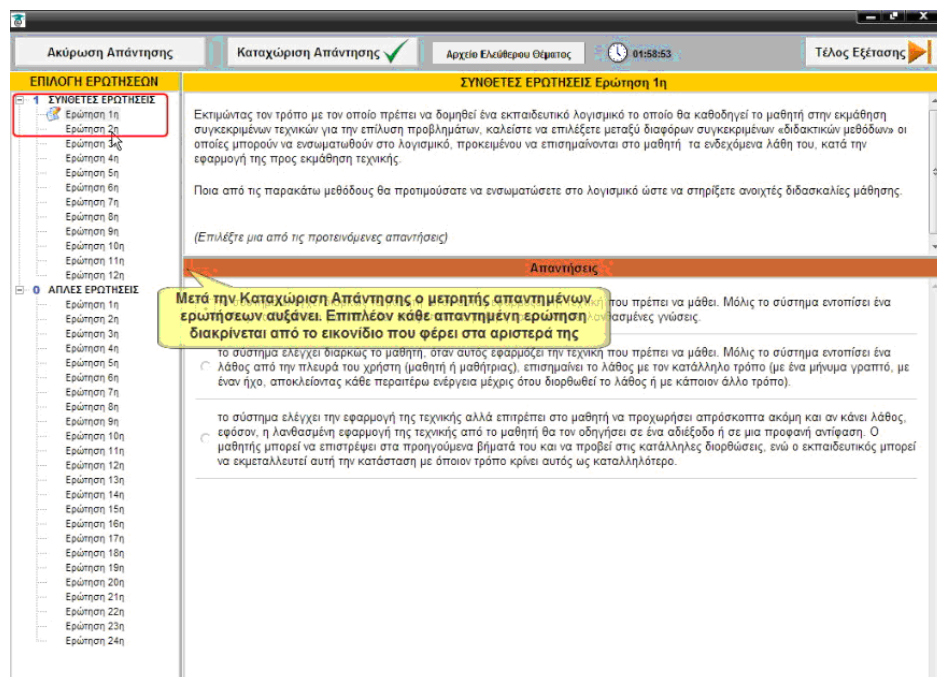 Ακύρωση Απάντησης
Καταχώριση Απάντησης
Αρχείο Ελεύθερου Θέματος
01:58:53
Τέλος Εξέτασης
ΕΠΙΛΟΓΗ ΕΡΩΤΗΣΕΩΝ
ΣΥΝΘΕΤΕΣ ΕΡΩΤΗΣΕΙΣ Ερώτηση 1η
1 ΣΥΝΘΕΤΕΣ ΕΡΩΤΗΣΕΙΣ
Ερώτηση 1η
Ερώτηση 2η
Ερώτηση 3η
Ερώτηση 4η
Ερώτηση 5η
Ερώτηση 6η
Ερώτηση 7η
Ερώτηση 8η
Ερώτηση 9η
Ερώτηση 10η
Ερώτηση 11η
Ερώτηση 12η
0 ΑΠΛΕΣ ΕΡΩΤΗΣΕΙΣ
Ερώτηση 1η
Ερώτηση 2η
Ερώτηση 3η
Ερώτηση 4η
Ερώτηση 5η
Ερώτηση 6η
Ερώτηση 7η
Ερώτηση 8η
Ερώτηση 9η
Ερώτηση 10η
Ερώτηση 11η
Ερώτηση 12η
Ερώτηση 13η
Ερώτηση 14η
Ερώτηση 15η
Ερώτηση 16η
Ερώτηση 17η
Ερώτηση 18η
Ερώτηση 19η
Ερώτηση 20η
Ερώτηση 21η
Ερώτηση 22η
Ερώτηση 23η
Ερώτηση 24η
Εκτιμώντας τον τρόπο με τον οποίο πρέπει να δομηθεί ένα εκπαιδευτικό λογισμικό το οποίο θα καθοδηγεί το μαθητή στην εκμάθηση
συγκεκριμένων τεχνικών για την επίλυση προβλημάτων, καλείστε να επιλέξετε μεταξύ διαφόρων συγκεκριμένων «διδακτικών μεθόδων» οι
οποίες μπορούν να ενσωματωθούν στο λογισμικό, προκειμένου να επισημαίνονται στο μαθητή τα ενδεχόμενα λάθη του, κατά την
εφαρμογή της προς εκμάθηση τεχνικής.
Ποια από τις παρακάτω μεθόδους θα προτιμούσατε να ενσωματώσετε στο λογισμικό ώστε να στηρίξετε ανοιχτές διδασκαλίες μάθησης.
(Επιλέξτε μια από τις προτεινόμενες απαντήσεις)
Απαντήσεις
Μετά την Καταχώριση Απάντησης ο μετρητής απαντημένων
ερωτήσεων αυξάνει. Επιπλέον κάθε απαντημένη ερώτηση
διακρίνεται από το εικονίδιο που φέρει στα αριστερά της
που πρέπει να μάθει. Μόλις το σύστημα εντοπίσει ένα
γνώσεις.
το σύστημα ελέγχει διαρκώς το μαθητή, όταν αυτός εφαρμόζει την τεχνική που πρέπει να μάθει. Μόλις το σύστημα εντοπίσει ένα
λάθος από την πλευρά του χρήστη (μαθητή ή μαθήτριας), επισημαίνει το λάθος με τον κατάλληλο τρόπο (με ένα μήνυμα γραπτό, με
έναν ήχο, αποκλείοντας κάθε περαιτέρω ενέργεια μέχρις ότου διορθωθεί το λάθος ή με κάποιον άλλο τρόπο).
το σύστημα ελέγχει την εφαρμογή της τεχνικής αλλά επιτρέπει στο μαθητή να προχωρήσει απρόσκοπτα ακόμη και αν κάνει λάθος,
εφόσον, η λανθασμένη εφαρμογή της τεχνικής από το μαθητή θα τον οδηγήσει σε ένα αδιέξοδο ή σε μια προφανή αντίφαση. Ο
μαθητής μπορεί να επιστρέψει στα προηγούμενα βήματά του και να προβεί στις κατάλληλες διορθώσεις, ενώ ο εκπαιδευτικός μπορεί
να εκμεταλλευτεί αυτή την κατάσταση με όποιον τρόπο κρίνει αυτός ως καταλληλότερο.